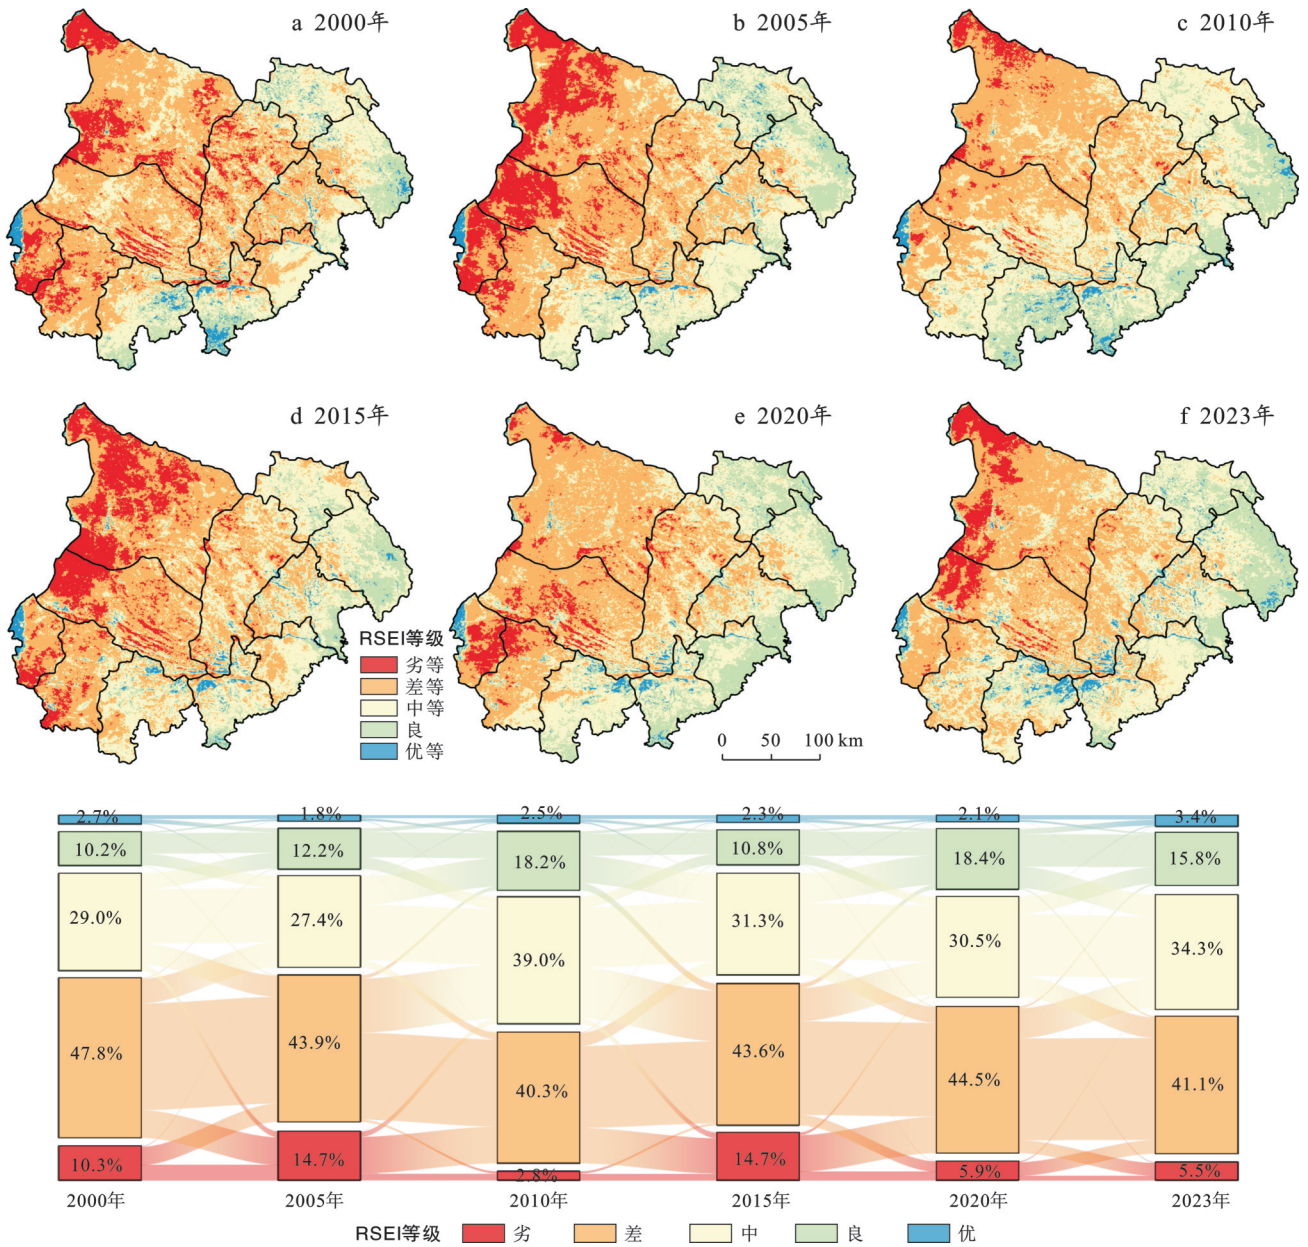 a 2000年
b 2005年
c 2010年
d 2015年
e 2020年
f 2023年
RSEI等级
劣等
差等
中等
良
优等
0 50 100 km
2.7% 1.8% 2.5% 2.3% 2.1% 3.4%
10.2% 12.2% 18.2% 10.8% 18.4% 15.8%
29.0% 27.4% 39.0% 31.3% 30.5% 34.3%
47.8% 43.9% 40.3% 43.6% 44.5% 41.1%
10.3% 14.7% 2.8% 14.7% 5.9% 5.5%
2000年 2005年 2010年 2015年 2020年 2023年
RSEI等级 劣 差 中 良 优